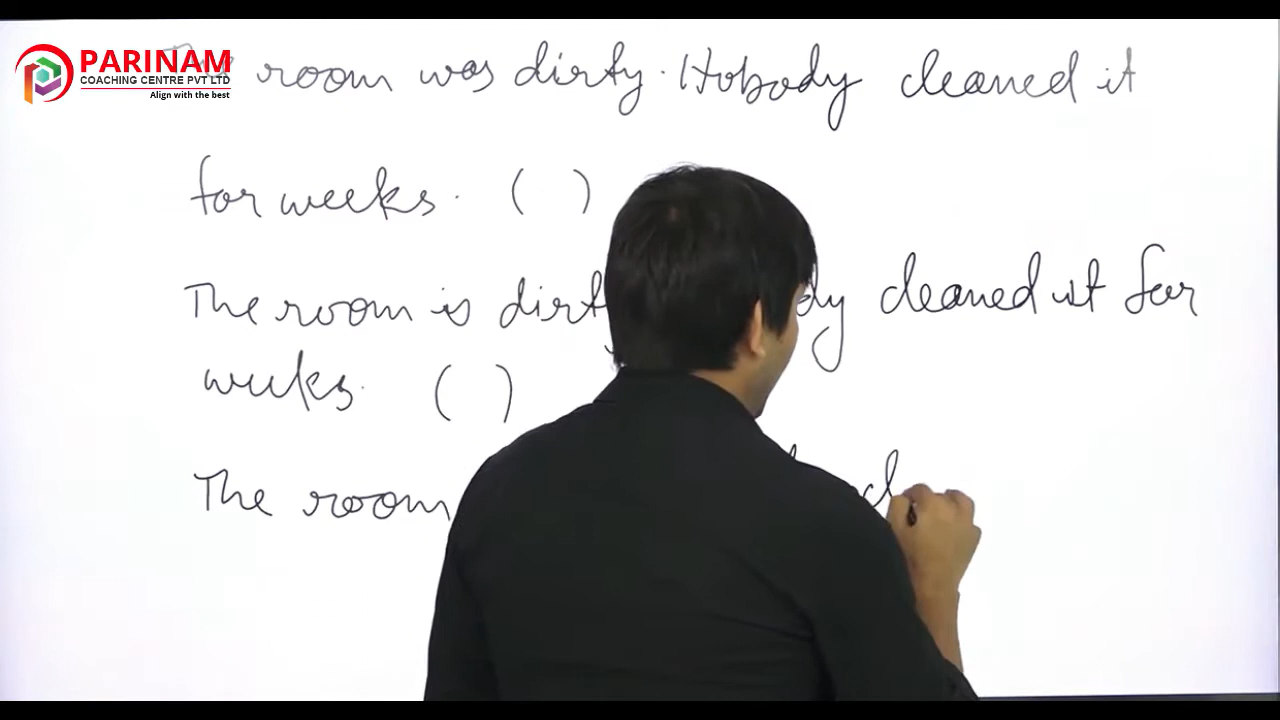 PARINAM
COACHING CENTRE PVT LTD
Align with the best
room was dirty. Nobody cleaned it
for weeks. ( )
The room is dirty cleaned it for
weeks. ( )
The room